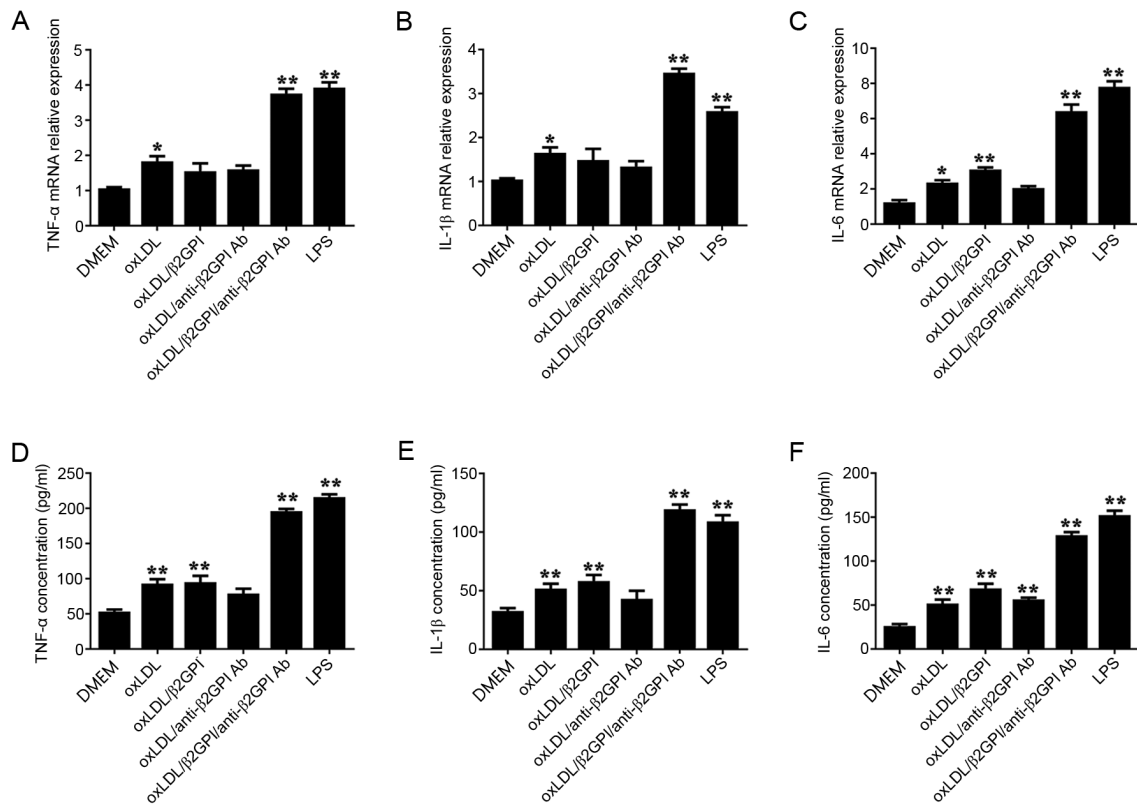 A
TNF-α mRNA relative expression
5
4
3
2
1
0
*
**
**
DMEM
oxLDL
oxLDL/β2GPI
oxLDL/anti-β2GPI Ab
oxLDL/β2GPI/anti-β2GPI Ab
LPS
B
IL-1β mRNA relative expression
4
3
2
1
0
*
**
**
DMEM
oxLDL
oxLDL/β2GPI
oxLDL/anti-β2GPI Ab
oxLDL/β2GPI/anti-β2GPI Ab
LPS
C
IL-6 mRNA relative expression
10
8
6
4
2
0
*
**
**
**
DMEM
oxLDL
oxLDL/β2GPI
oxLDL/anti-β2GPI Ab
oxLDL/β2GPI/anti-β2GPI Ab
LPS
D
TNF-α concentration (pg/ml)
250
200
150
100
50
0
**
**
**
**
DMEM
oxLDL
oxLDL/β2GPI
oxLDL/anti-β2GPI Ab
oxLDL/β2GPI/anti-β2GPI Ab
LPS
E
IL-1β concentration (pg/ml)
150
100
50
0
**
**
**
**
DMEM
oxLDL
oxLDL/β2GPI
oxLDL/anti-β2GPI Ab
oxLDL/β2GPI/anti-β2GPI Ab
LPS
F
IL-6 concentration (pg/ml)
200
150
100
50
0
**
**
**
**
**
DMEM
oxLDL
oxLDL/β2GPI
oxLDL/anti-β2GPI Ab
oxLDL/β2GPI/anti-β2GPI Ab
LPS